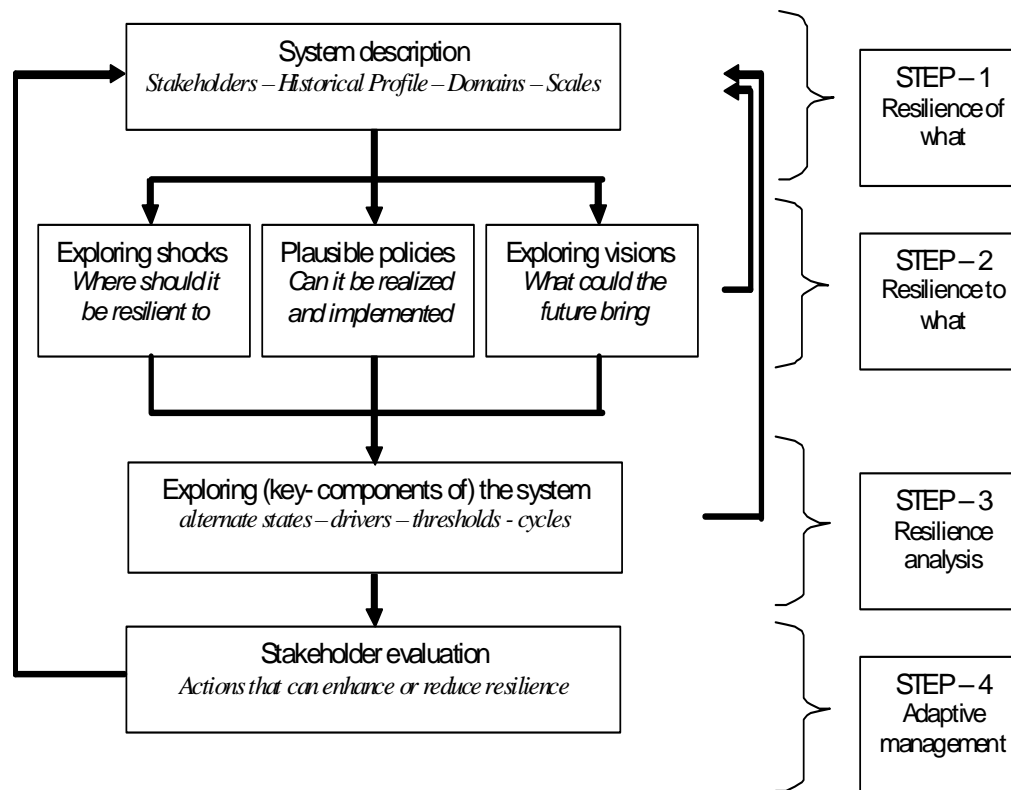 System description
Stakeholders – Historical Profile – Domains – Scales
STEP – 1
Resilience of
what
Exploring shocks
Where should it
be resilient to
Plausible policies
Can it be realized
and implemented
Exploring visions
What could the
future bring
STEP – 2
Resilience to
what
Exploring (key- components of) the system
alternate states – drivers – thresholds - cycles
STEP – 3
Resilience
analysis
Stakeholder evaluation
Actions that can enhance or reduce resilience
STEP – 4
Adaptive
management